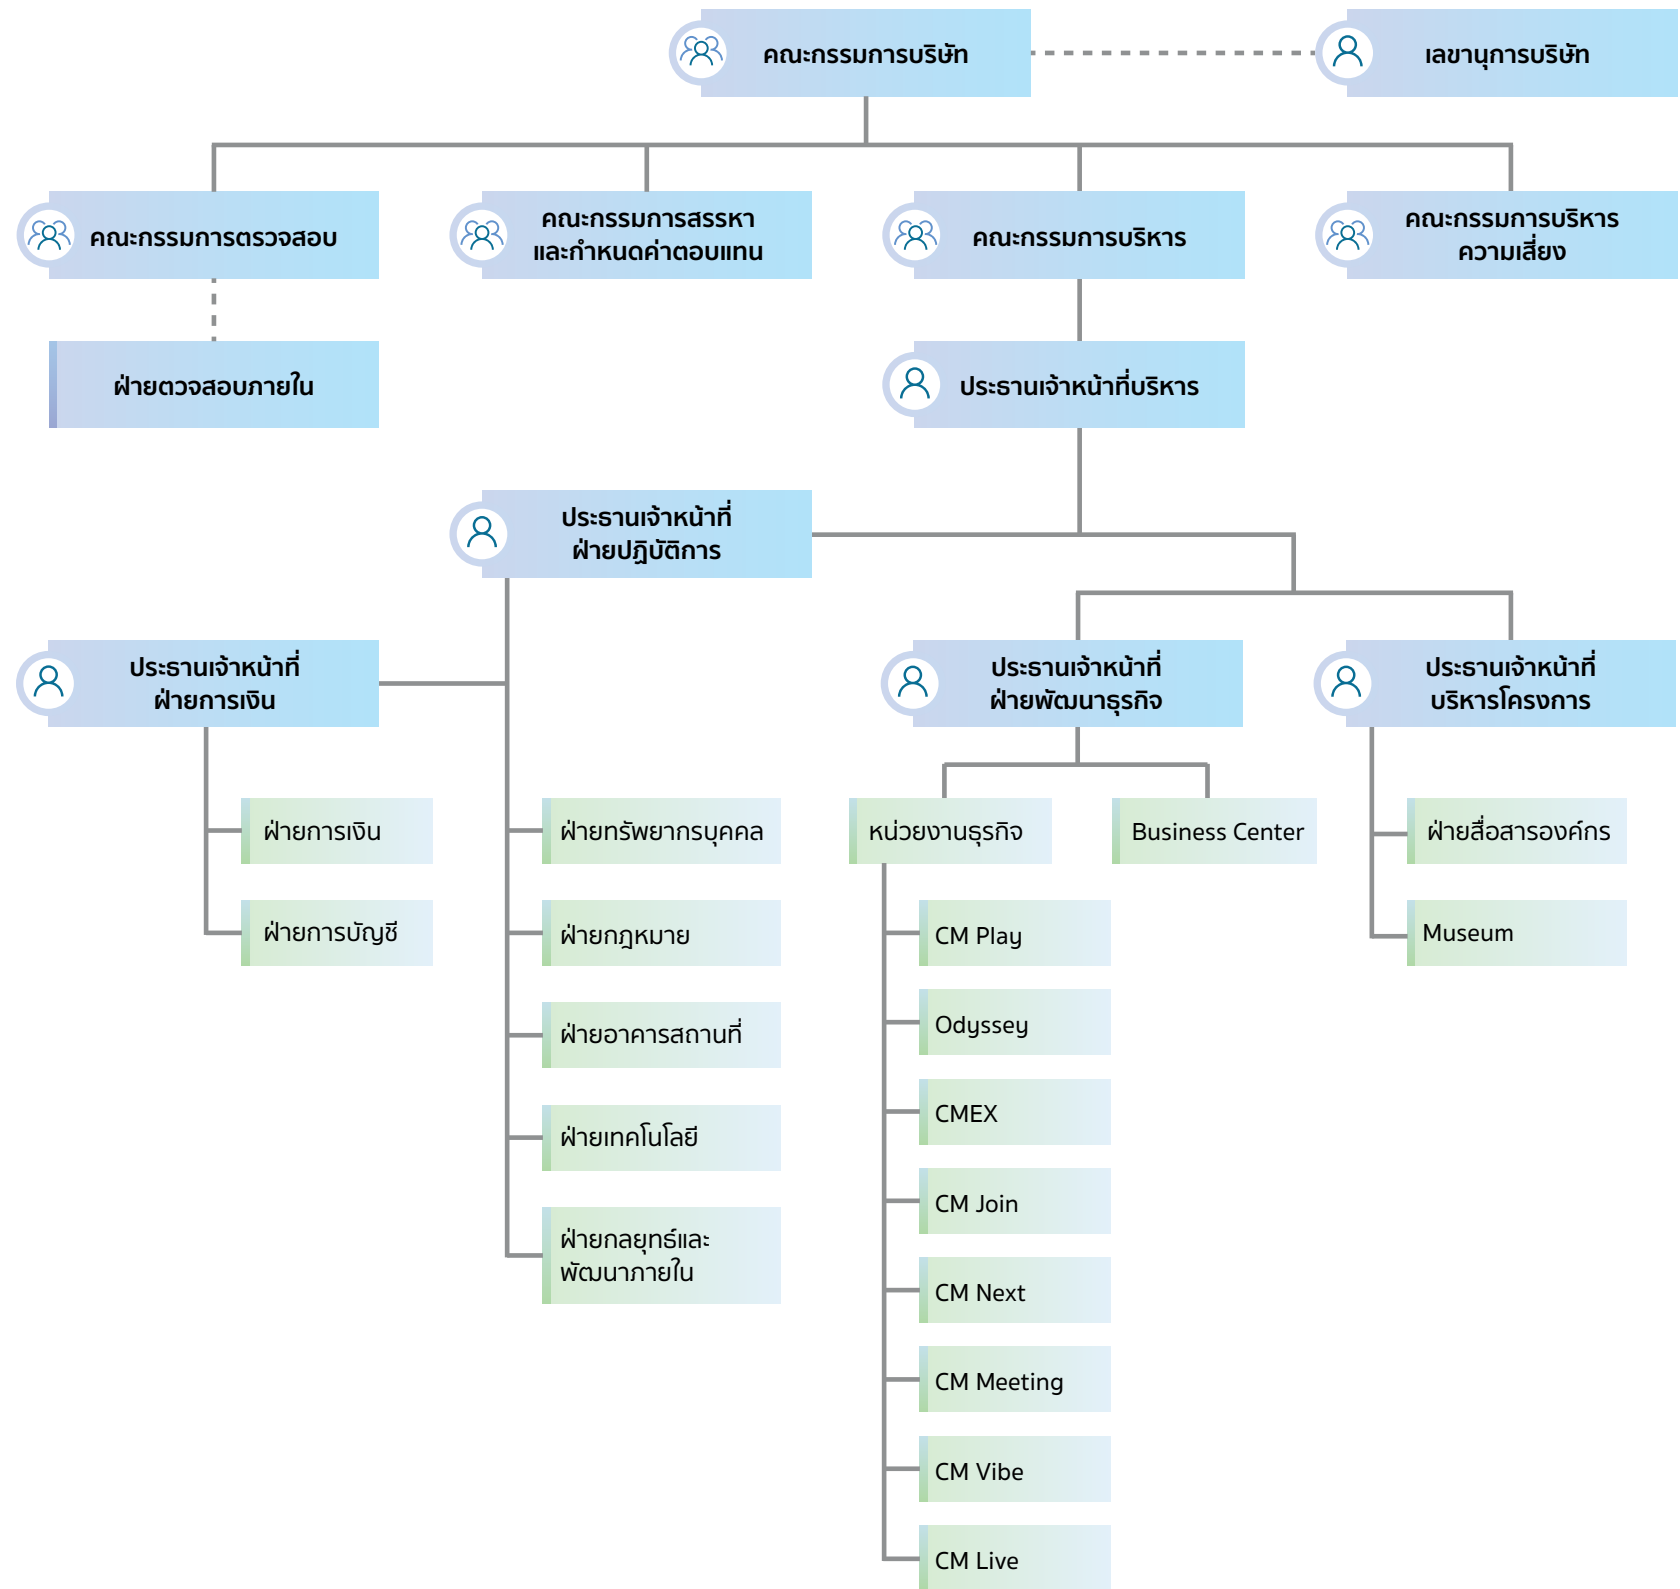 คณะกรรมการบริษัท
เลขานุการบริษัท
คณะกรรมการตรวจสอบ
คณะกรรมการสรรหา
และกำหนดค่าตอบแทน
คณะกรรมการบริหาร
คณะกรรมการบริหาร
ความเสี่ยง
ฝ่ายตวจสอบภายใน
ประธานเจ้าหน้าที่บริหาร
ประธานเจ้าหน้าที่
ฝ่ายปฏิบัติการ
ประธานเจ้าหน้าที่
ฝ่ายการเงิน
ประธานเจ้าหน้าที่
ฝ่ายพัฒนาธุรกิจ
ประธานเจ้าหน้าที่
บริหารโครงการ
ฝ่ายการเงิน
ฝ่ายการบัญชี
ฝ่ายทรัพยากรบุคคล
ฝ่ายกฎหมาย
ฝ่ายอาคารสถานที่
ฝ่ายเทคโนโลยี
ฝ่ายกลยุทธ์และ
พัฒนาภายใน
หน่วยงานธุรกิจ
Business Center
CM Play
Odyssey
CMEX
CM Join
CM Next
CM Meeting
CM Vibe
CM Live
ฝ่ายสื่อสารองค์กร
Museum